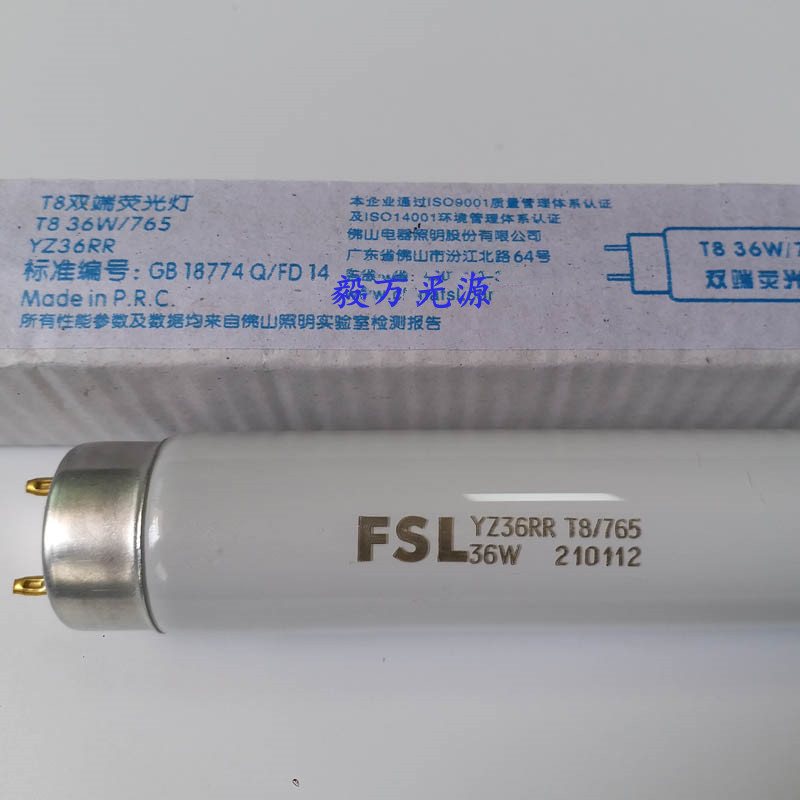 T8双端荧光灯
T8 36W/765
YZ36RR
标准编号: GB 18774 Q/FD 14
Made in P.R.C.
所有性能参数及数据均来自佛山照明实验室检测报告
本企业通过ISO9001质量管理体系认证
及ISO14001环境管理体系认证
佛山电器照明股份有限公司
广东省佛山市汾江北路64号
毅万光源
T8 36W/7
双端荧光
FSL
YZ36RR T8/765
36W 210112